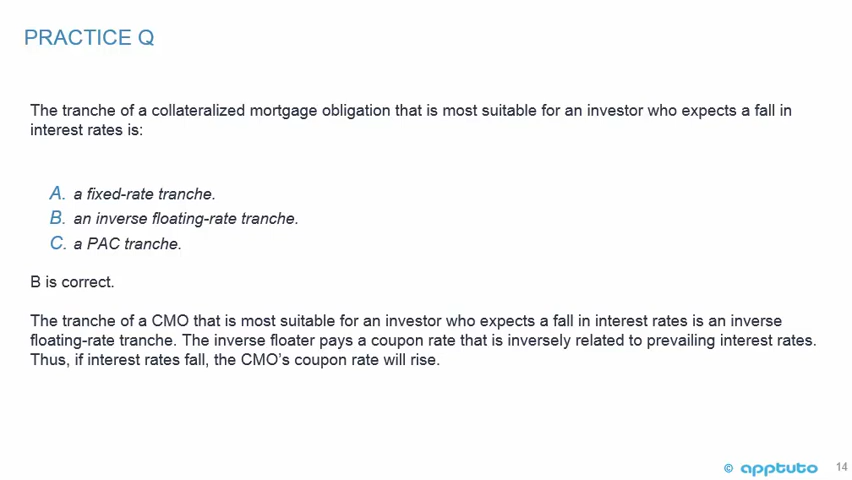 PRACTICE Q
The tranche of a collateralized mortgage obligation that is most suitable for an investor who expects a fall in
interest rates is:
A. a fixed-rate tranche.
B. an inverse floating-rate tranche.
C. a PAC tranche.
B is correct.
The tranche of a CMO that is most suitable for an investor who expects a fall in interest rates is an inverse
floating-rate tranche. The inverse floater pays a coupon rate that is inversely related to prevailing interest rates.
Thus, if interest rates fall, the CMO’s coupon rate will rise.
© apptuto 14